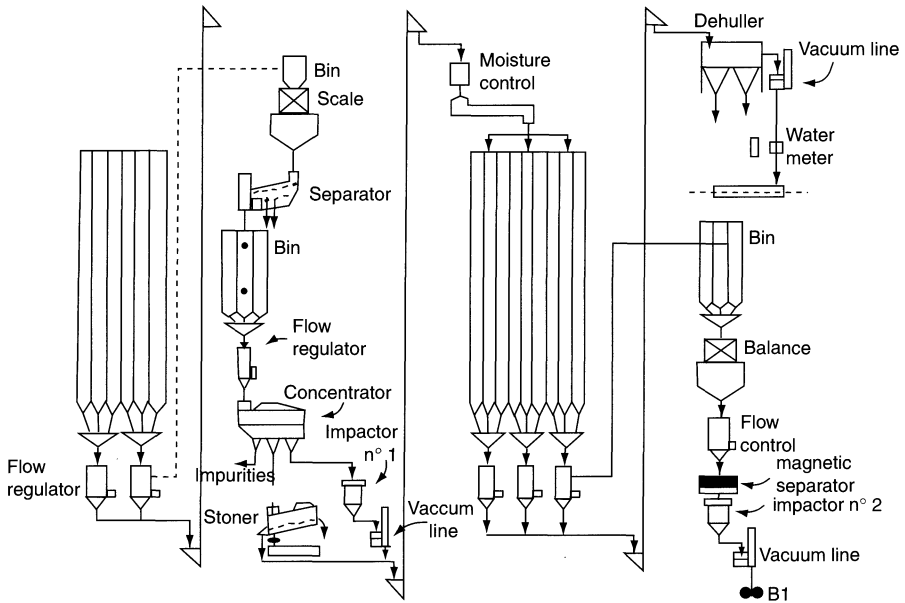 Bin
Scale
Separator
Bin
Flow
regulator
Concentrator
Impactor
n° 1
Impurities
Flow
regulator
Stoner
Vaccum
line
Moisture
control
Dehuller
Vacuum line
Water
meter
Bin
Balance
Flow
control
magnetic
separator
impactor n° 2
Vacuum line
B1